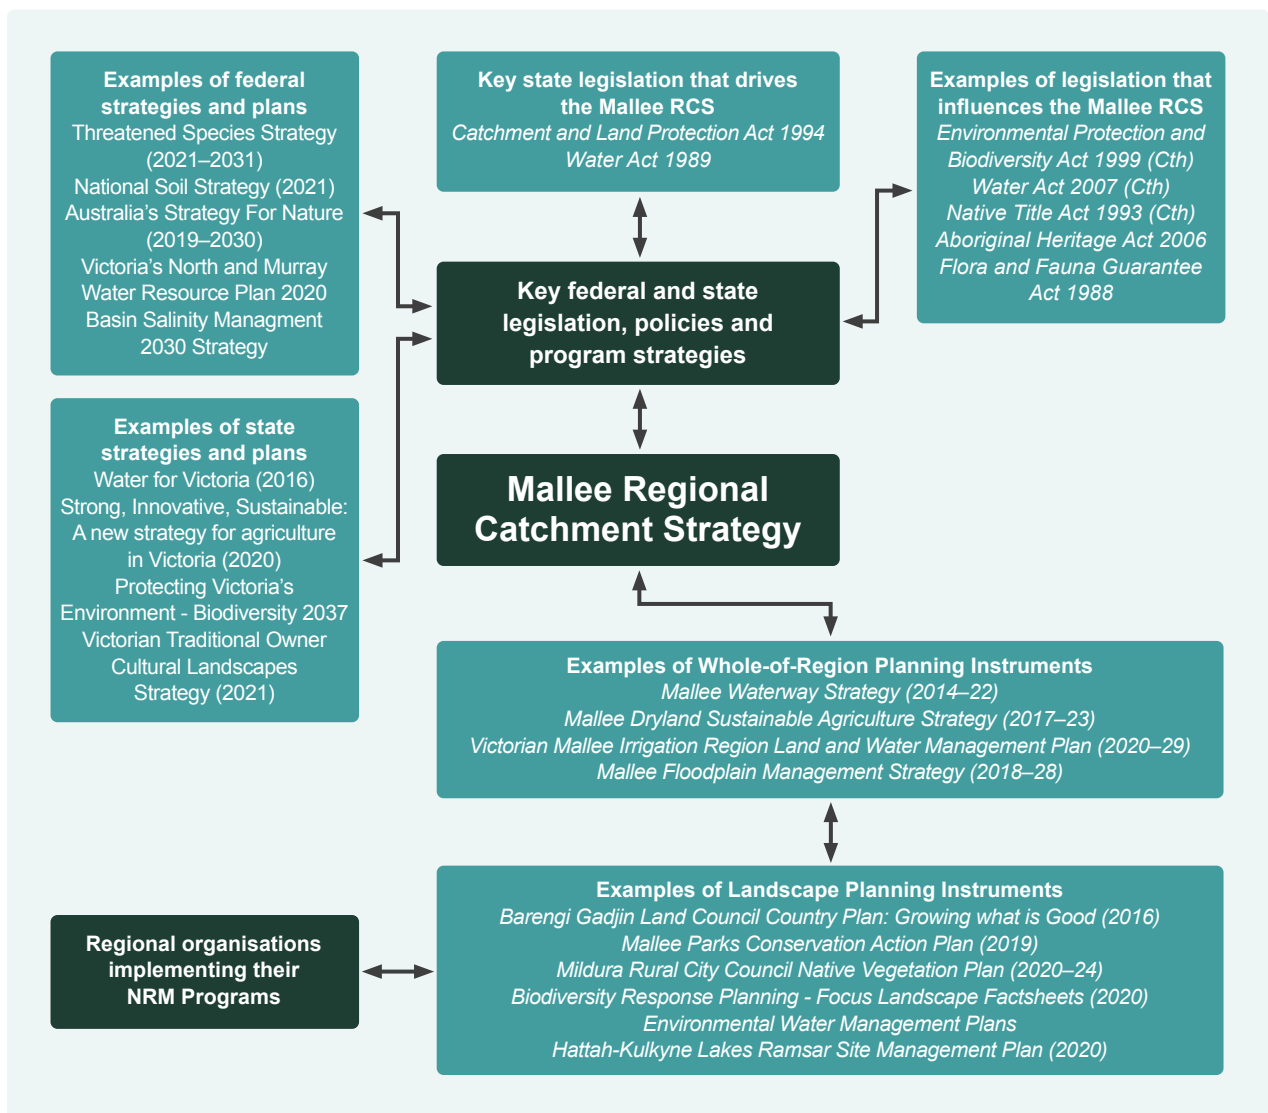 Examples of federal
strategies and plans
Threatened Species Strategy
(2021–2031)
National Soil Strategy (2021)
Australia's Strategy For Nature
(2019–2030)
Victoria's North and Murray
Water Resource Plan 2020
Basin Salinity Managment
2030 Strategy
Key state legislation that drives
the Mallee RCS
Catchment and Land Protection Act 1994
Water Act 1989
Examples of legislation that
influences the Mallee RCS
Environmental Protection and
Biodiversity Act 1999 (Cth)
Water Act 2007 (Cth)
Native Title Act 1993 (Cth)
Aboriginal Heritage Act 2006
Flora and Fauna Guarantee
Act 1988
Key federal and state
legislation, policies and
program strategies
Examples of state
strategies and plans
Water for Victoria (2016)
Strong, Innovative, Sustainable:
A new strategy for agriculture
in Victoria (2020)
Protecting Victoria's
Environment - Biodiversity 2037
Victorian Traditional Owner
Cultural Landscapes
Strategy (2021)
Mallee Regional
Catchment Strategy
Examples of Whole-of-Region Planning Instruments
Mallee Waterway Strategy (2014–22)
Mallee Dryland Sustainable Agriculture Strategy (2017–23)
Victorian Mallee Irrigation Region Land and Water Management Plan (2020–29)
Mallee Floodplain Management Strategy (2018–28)
Regional organisations
implementing their
NRM Programs
Examples of Landscape Planning Instruments
Barengi Gadjin Land Council Country Plan: Growing what is Good (2016)
Mallee Parks Conservation Action Plan (2019)
Mildura Rural City Council Native Vegetation Plan (2020–24)
Biodiversity Response Planning - Focus Landscape Factsheets (2020)
Environmental Water Management Plans
Hattah-Kulkyne Lakes Ramsar Site Management Plan (2020)